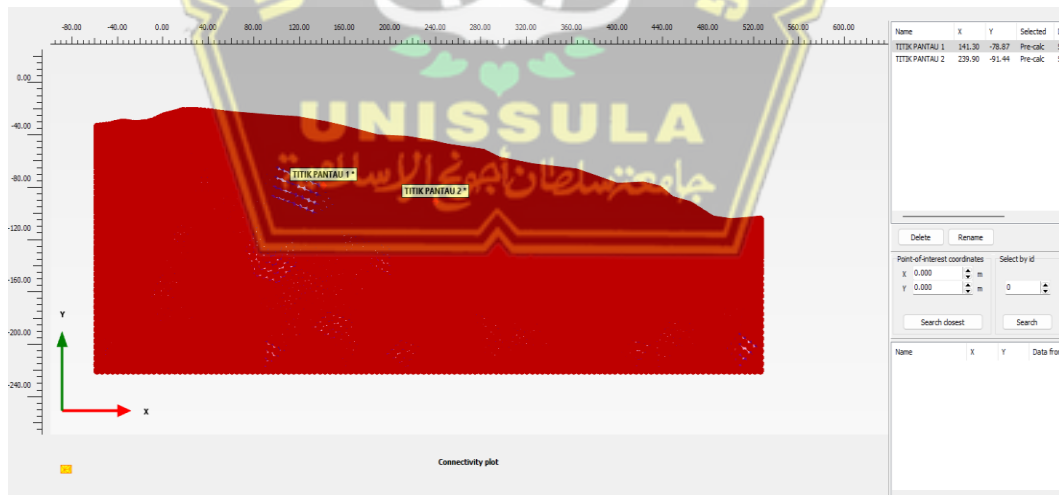 -80.00 -40.00 0.00 40.00 80.00 120.00 160.00 200.00 240.00 280.00 320.00 360.00 400.00 440.00 480.00 520.00 560.00 600.00
0.00
-40.00
-80.00
-120.00
-160.00
-200.00
-240.00
UNISSULA
جامعتنسلطان أجونج الإسلامية
TITIK PANTAU 1*
TITIK PANTAU 2*
Y
X
Connectivity plot
Name X Y Selected
TITIK PANTAU 1 141.30 -78.87 Pre-calc
TITIK PANTAU 2 239.90 -91.44 Pre-calc
Delete Rename
Point-of-interest coordinates Select by id
X 0.000 m
Y 0.000 m 0
Search closest Search
Name X Y Data from